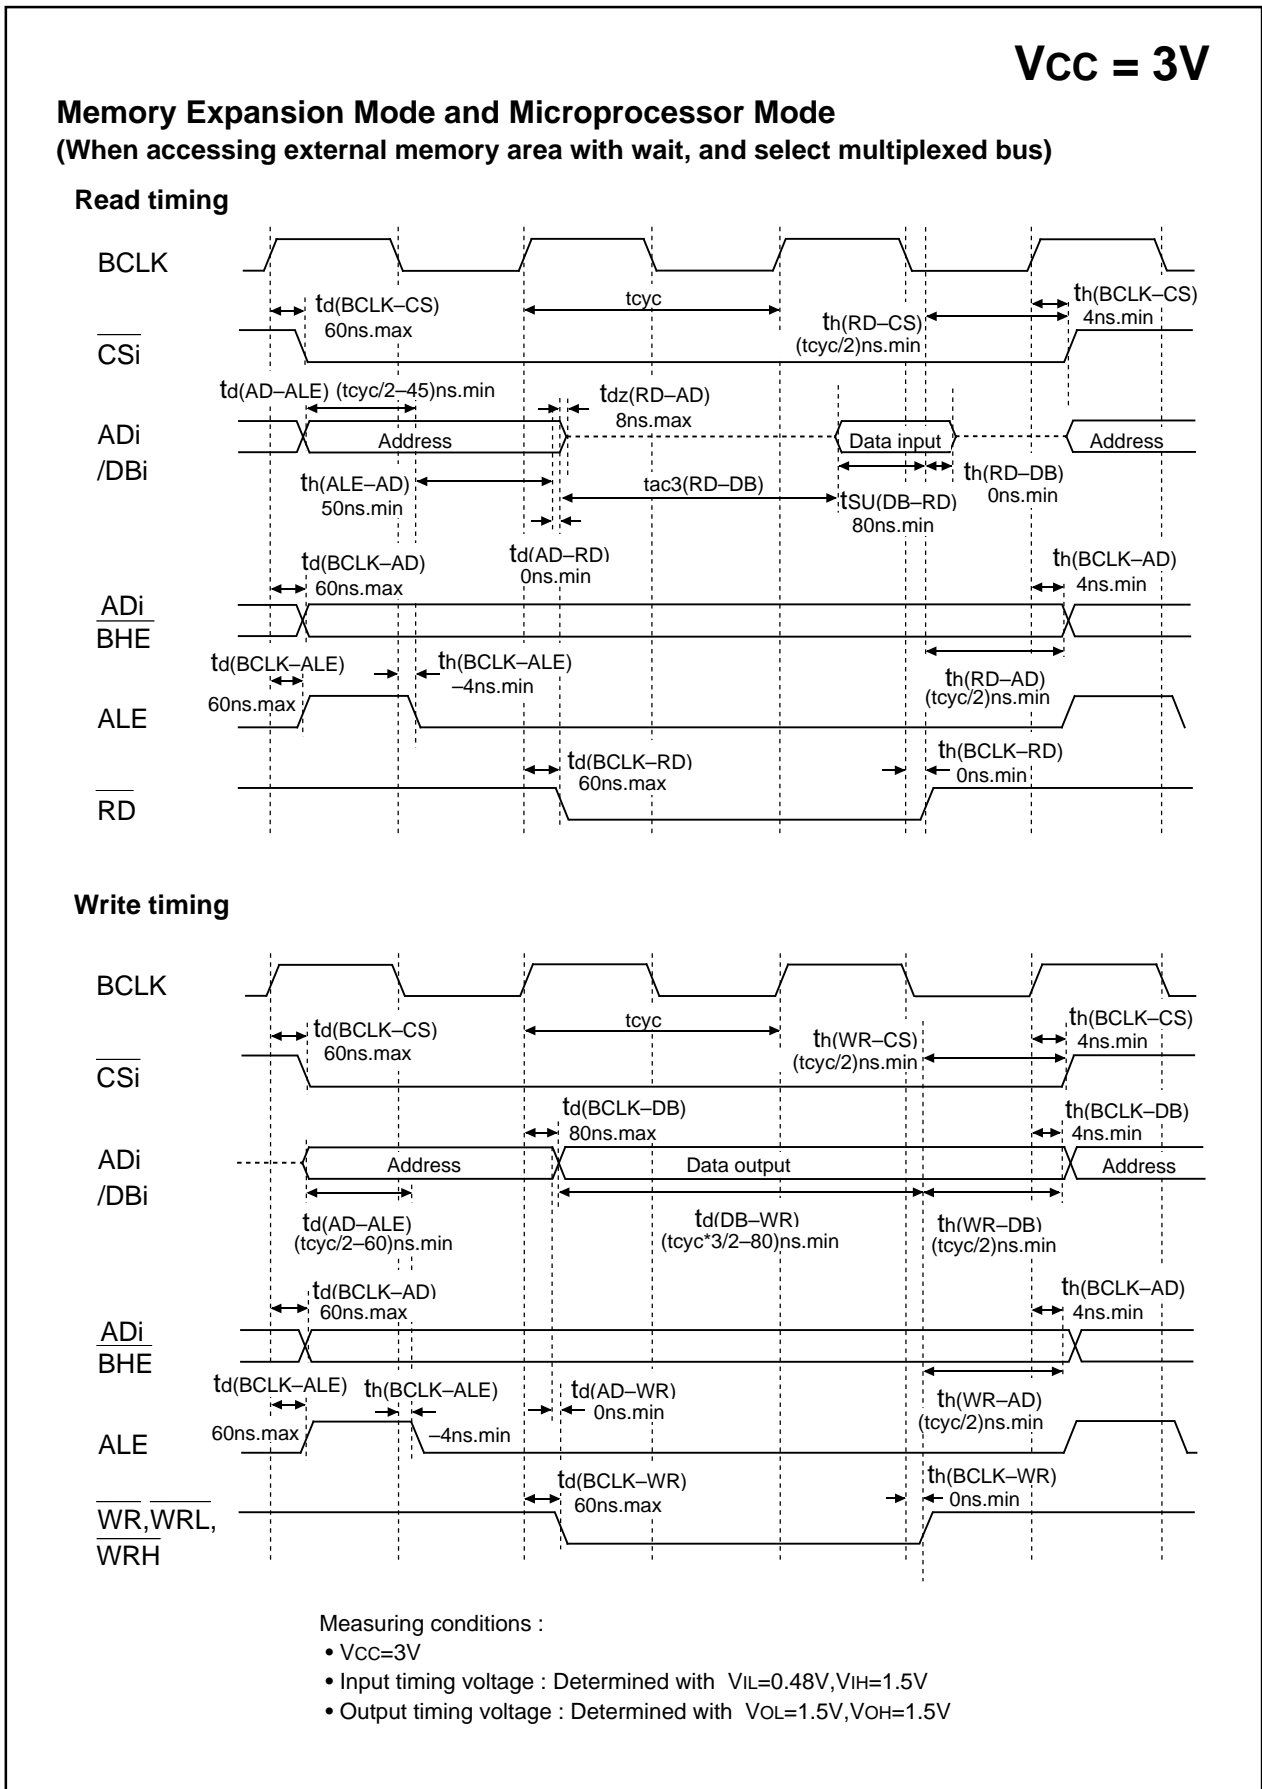 VCC = 3V
Memory Expansion Mode and Microprocessor Mode
(When accessing external memory area with wait, and select multiplexed bus)
Read timing
BCLK
td(BCLK–CS)
60ns.max
tcyc
th(RD–CS)
(tcyc/2)ns.min
th(BCLK–CS)
4ns.min
CSi
td(AD–ALE) (tcyc/2–45)ns.min
tdz(RD–AD)
8ns.max
ADi
/DBi
Address
Data input
Address
th(ALE–AD)
50ns.min
tac3(RD–DB)
tSU(DB–RD)
80ns.min
th(RD–DB)
0ns.min
td(AD–RD)
0ns.min
td(BCLK–AD)
60ns.max
th(BCLK–AD)
4ns.min
ADi
BHE
td(BCLK–ALE)
60ns.max
th(BCLK–ALE)
–4ns.min
th(RD–AD)
(tcyc/2)ns.min
ALE
td(BCLK–RD)
60ns.max
th(BCLK–RD)
0ns.min
RD
Write timing
BCLK
td(BCLK–CS)
60ns.max
tcyc
th(WR–CS)
(tcyc/2)ns.min
th(BCLK–CS)
4ns.min
CSi
td(BCLK–DB)
80ns.max
th(BCLK–DB)
4ns.min
ADi
/DBi
Address
Data output
Address
td(AD–ALE)
(tcyc/2–60)ns.min
td(DB–WR)
(tcyc*3/2–80)ns.min
th(WR–DB)
(tcyc/2)ns.min
td(BCLK–AD)
60ns.max
th(BCLK–AD)
4ns.min
ADi
BHE
td(BCLK–ALE)
60ns.max
th(BCLK–ALE)
–4ns.min
td(AD–WR)
0ns.min
th(WR–AD)
(tcyc/2)ns.min
ALE
td(BCLK–WR)
60ns.max
th(BCLK–WR)
0ns.min
WR,WRL,
WRH
Measuring conditions :
• VCC=3V
• Input timing voltage : Determined with VIL=0.48V,VIH=1.5V
• Output timing voltage : Determined with VOL=1.5V,VOH=1.5V